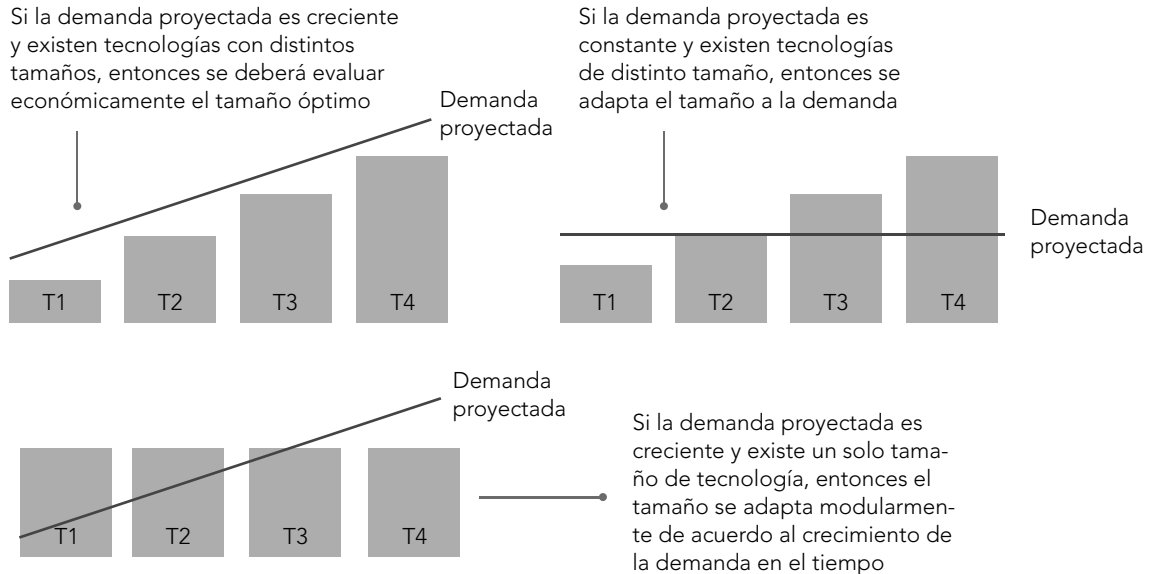 Si la demanda proyectada es creciente
y existen tecnologías con distintos
tamaños, entonces se deberá evaluar
económicamente el tamaño óptimo
Demanda
proyectada
T1
T2
T3
T4
Si la demanda proyectada es
constante y existen tecnologías
de distinto tamaño, entonces se
adapta el tamaño a la demanda
Demanda
proyectada
T1
T2
T3
T4
Demanda
proyectada
T1
T2
T3
T4
Si la demanda proyectada es
creciente y existe un solo tama-
ño de tecnología, entonces el
tamaño se adapta modularmen-
te de acuerdo al crecimiento de
la demanda en el tiempo